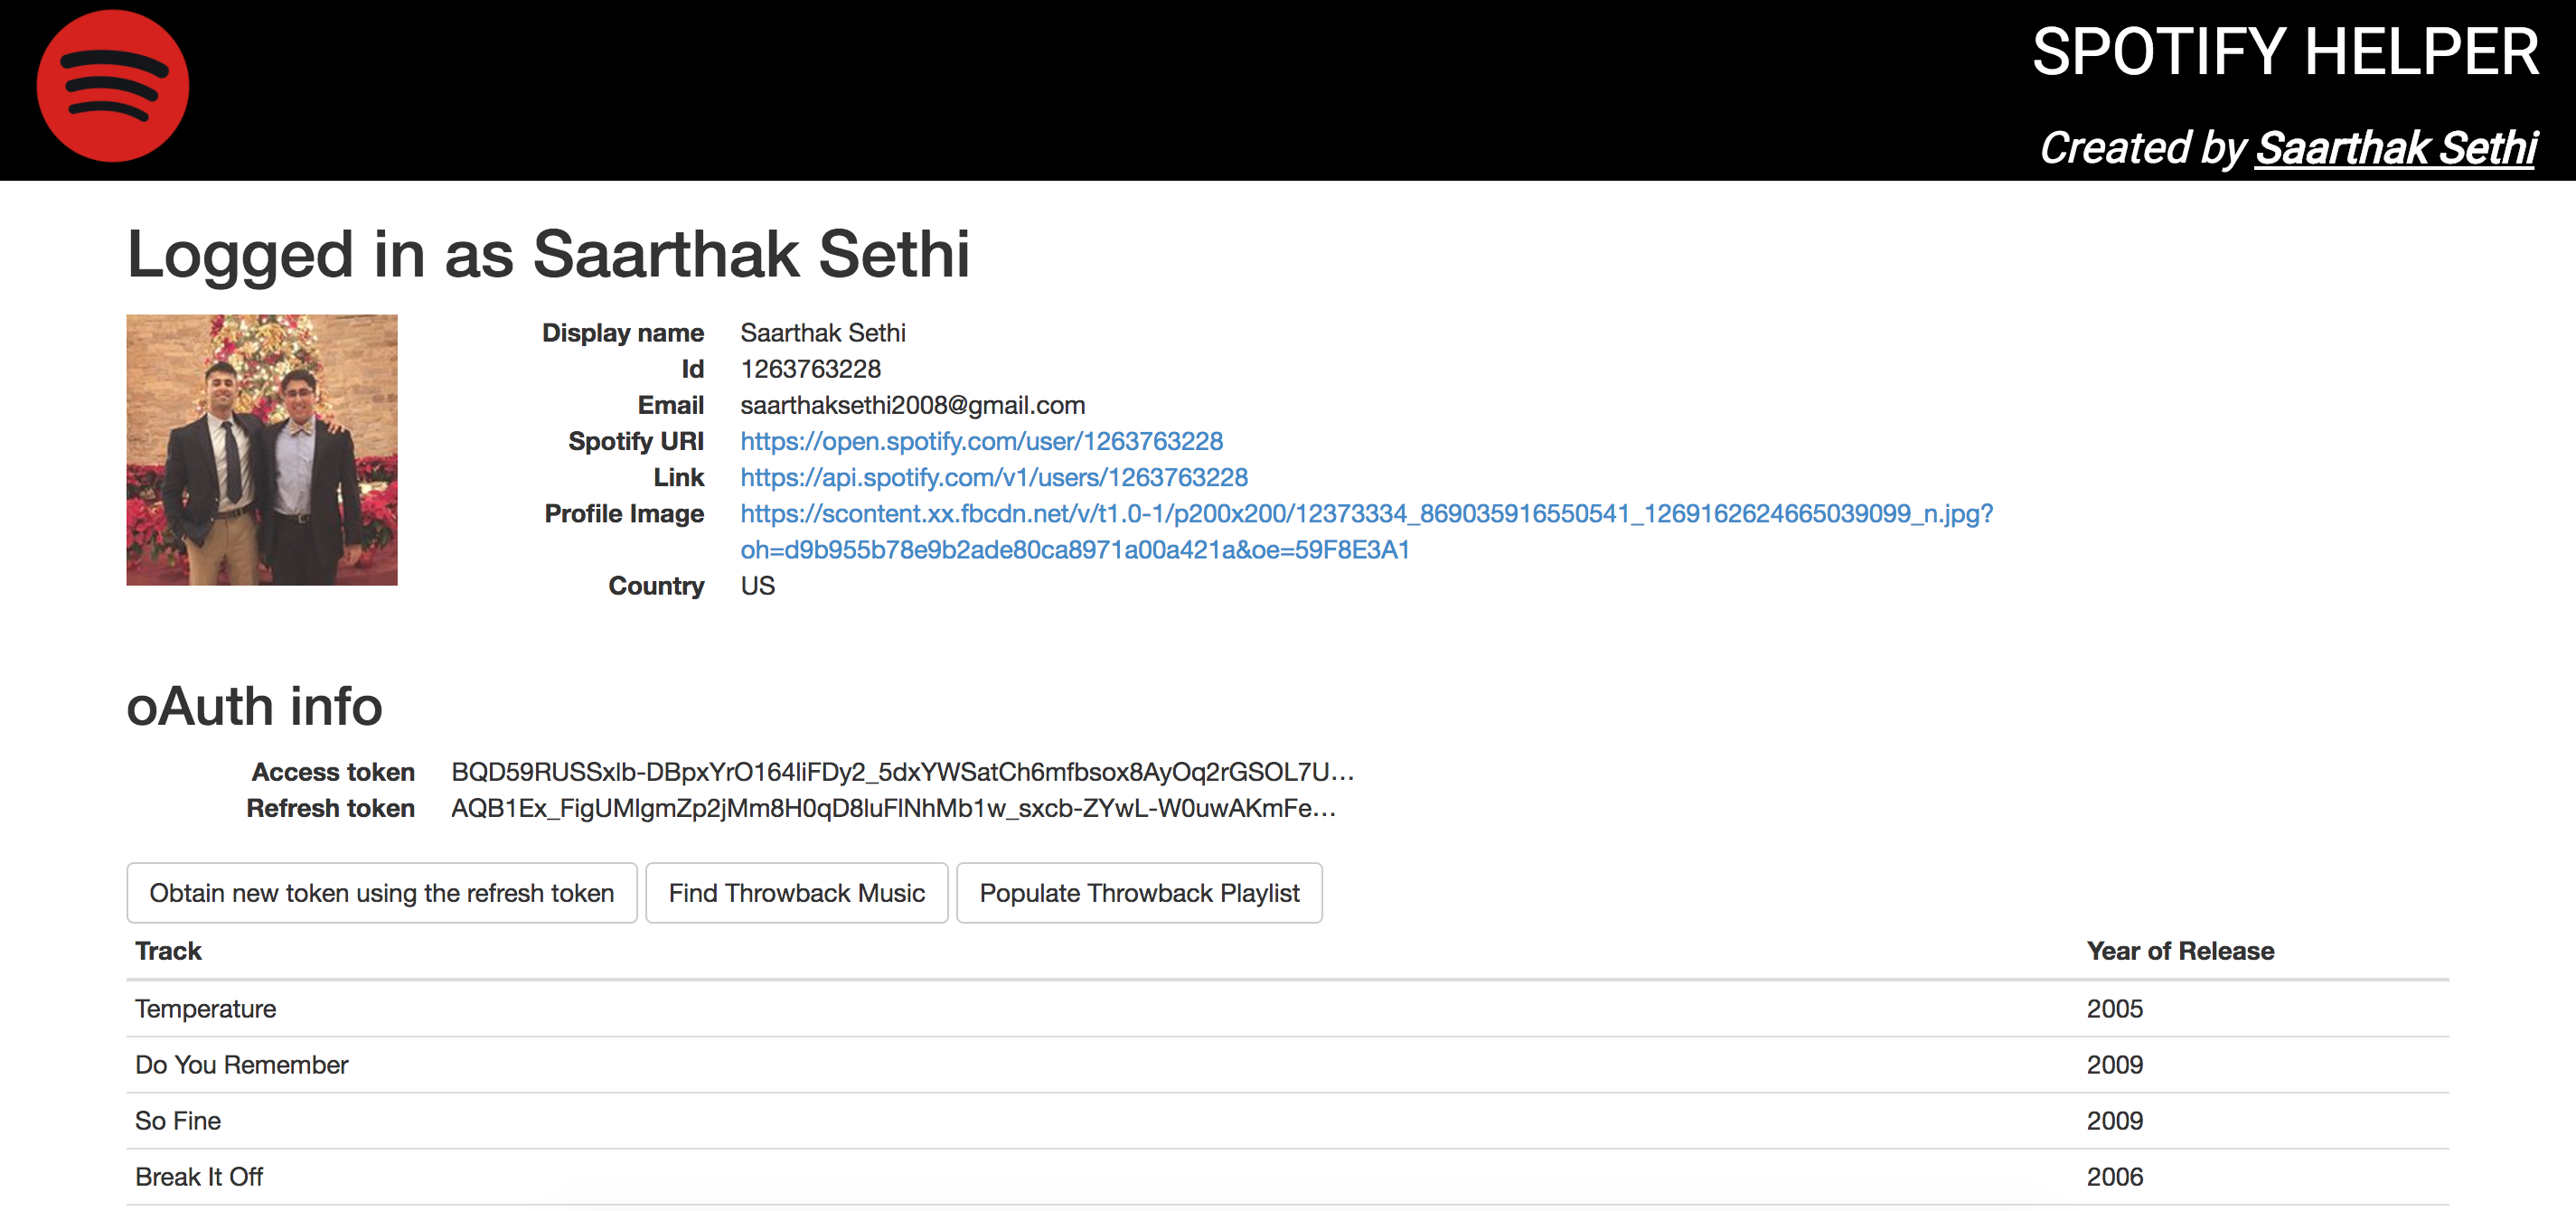 SPOTIFY HELPER
Created by Saarthak Sethi
Logged in as Saarthak Sethi
Display name Saarthak Sethi
Id 1263763228
Email saarthaksethi2008@gmail.com
Spotify URI https://open.spotify.com/user/1263763228
Link https://api.spotify.com/v1/users/1263763228
Profile Image https://scontent.xx.fbcdn.net/v/t1.0-1/p200x200/12373334_869035916550541_1269162624665039099_n.jpg?
oh=d9b955b78e9b2ade80ca8971a00a421a&oe=59F8E3A1
Country US
oAuth info
Access token BQD59RUSSxlb-DBpxYrO164liFDy2_5dxYWSatCh6mfbsox8AyOq2rGSOL7U...
Refresh token AQB1Ex_FigUMlgmZp2jMm8H0qD8luFlNhMb1w_sxcb-ZYwL-W0uwAKmFe...
Obtain new token using the refresh token Find Throwback Music Populate Throwback Playlist
Track Year of Release
Temperature 2005
Do You Remember 2009
So Fine 2009
Break It Off 2006